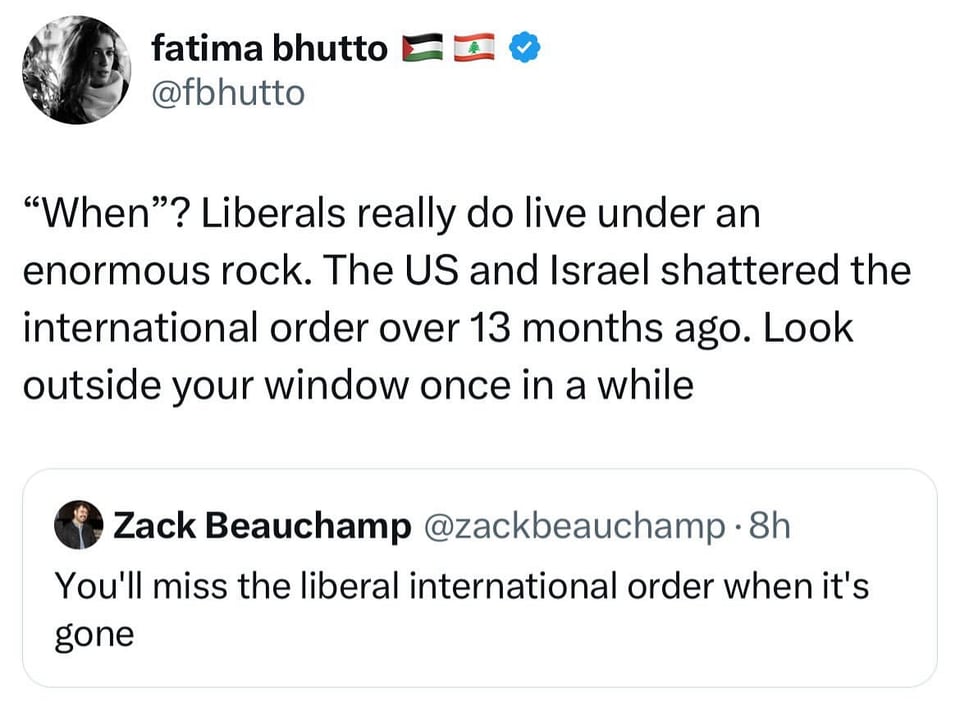 fatima bhutto 🇵🇸 🇱🇧
@fbhutto
“When”? Liberals really do live under an
enormous rock. The US and Israel shattered the
international order over 13 months ago. Look
outside your window once in a while
Zack Beauchamp @zackbeauchamp · 8h
You'll miss the liberal international order when it's
gone